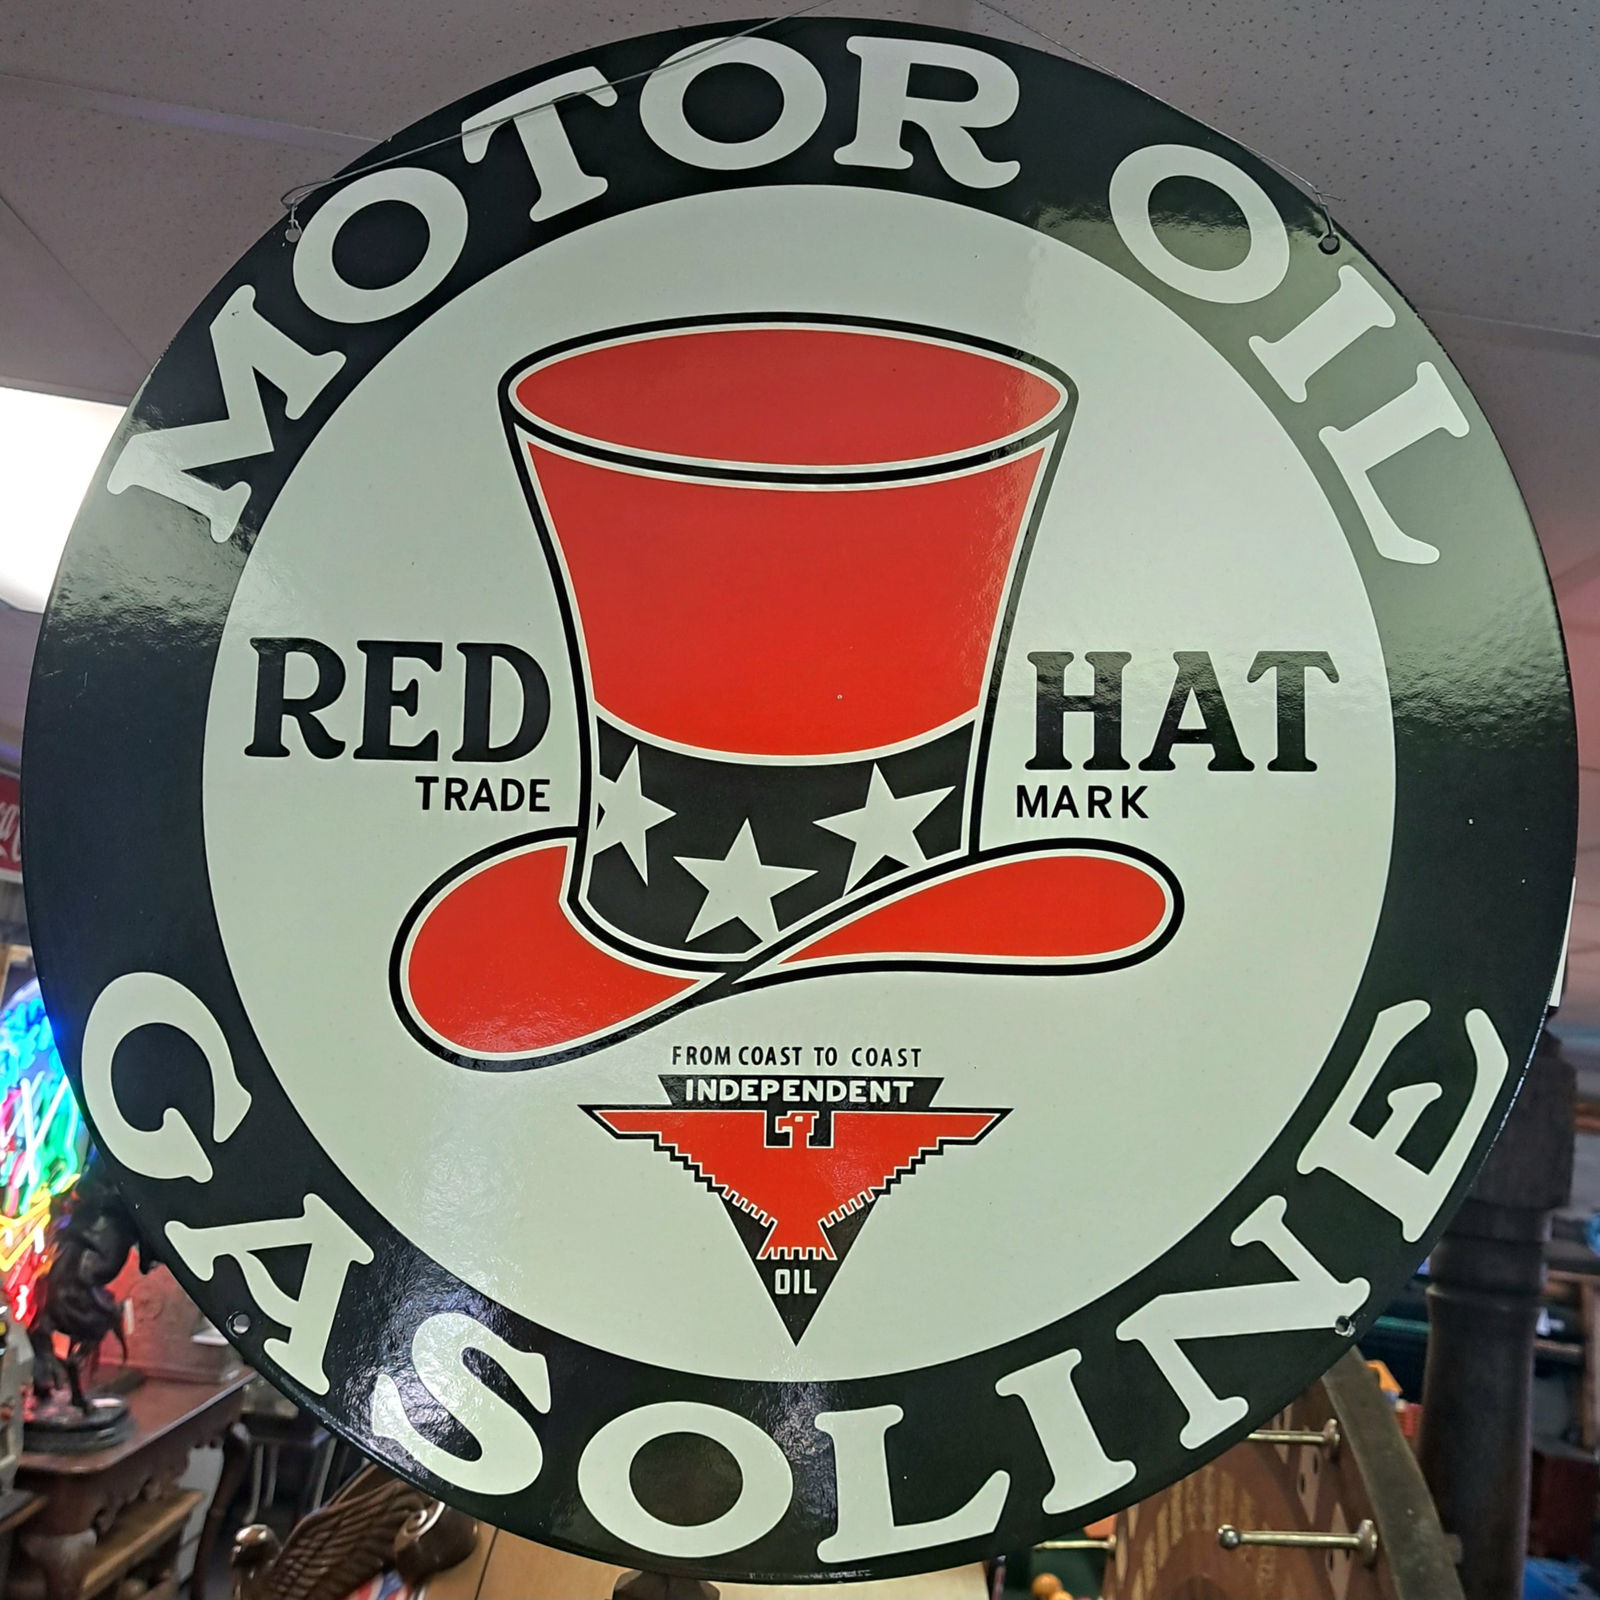 MOTOR OIL
RED HAT
TRADE MARK
FROM COAST TO COAST
INDEPENDENT
OIL
GASOLINE